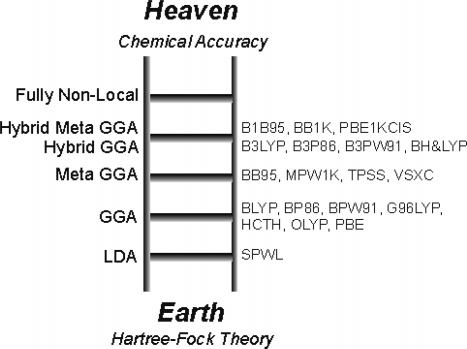 Heaven
Chemical Accuracy
Fully Non-Local
Hybrid Meta GGA B1B95, BB1K, PBE1KCIS
Hybrid GGA B3LYP, B3P86, B3PW91, BH&LYP
Meta GGA BB95, MPW1K, TPSS, VSXC
GGA BLYP, BP86, BPW91, G96LYP,
HCTH, OLYP, PBE
LDA SPWL
Earth
Hartree-Fock Theory